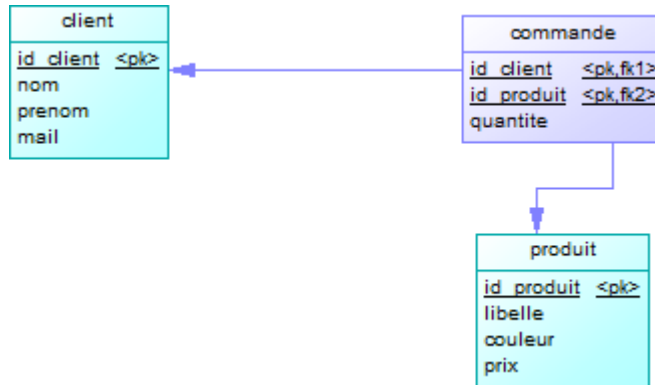 client
id_client <pk>
nom
prenom
mail
commande
id_client <pk,fk1>
id_produit <pk,fk2>
quantite
produit
id_produit <pk>
libelle
couleur
prix